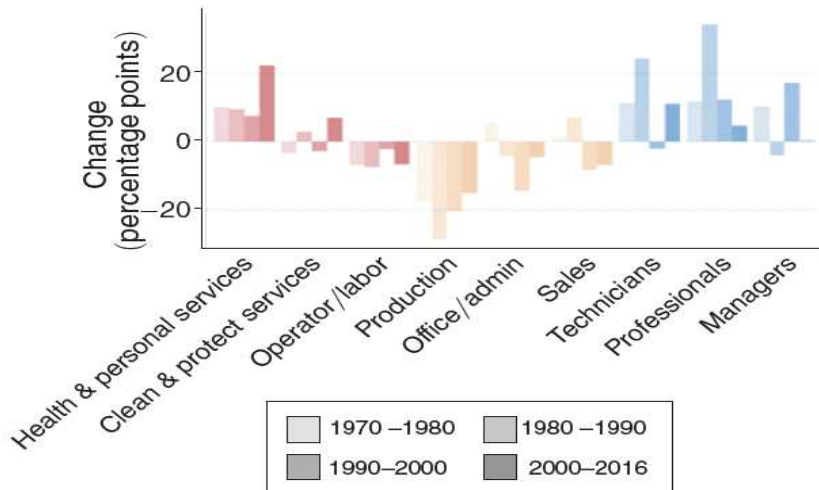 Change
(percentage points)
20
0
−20
Health & personal services
Clean & protect services
Operator/labor
Production
Office/admin
Sales
Technicians
Professionals
Managers
1970 –1980
1980 –1990
1990–2000
2000–2016